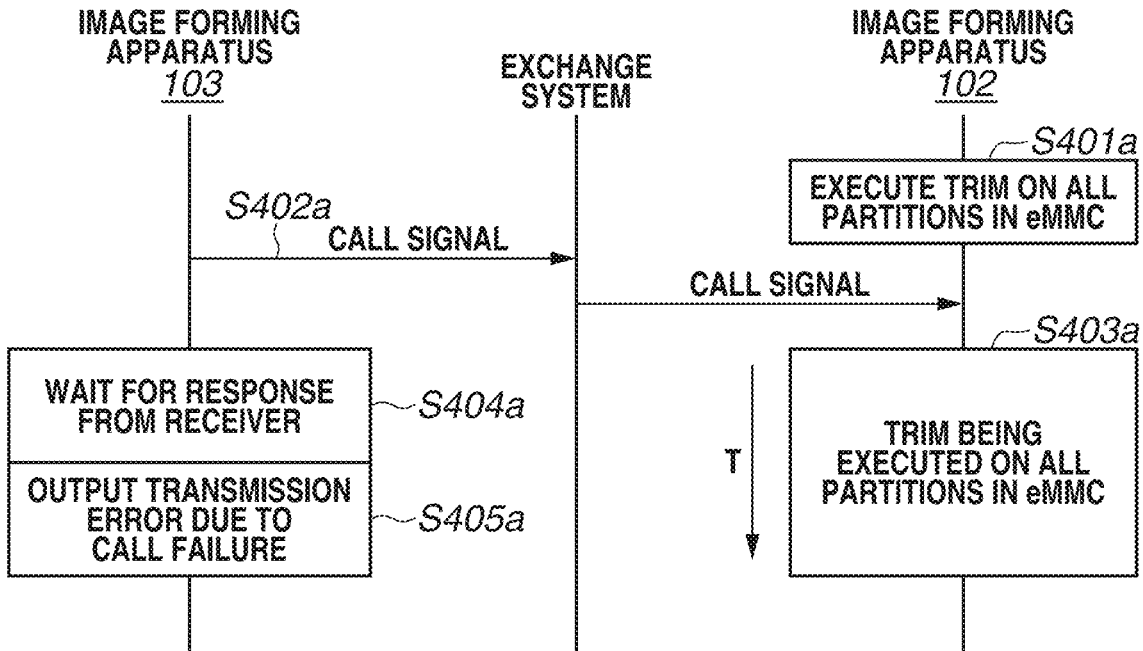 IMAGE FORMING
APPARATUS
103
EXCHANGE
SYSTEM
IMAGE FORMING
APPARATUS
102
S401a
EXECUTE TRIM ON ALL
PARTITIONS IN eMMC
S402a
CALL SIGNAL
CALL SIGNAL
S403a
WAIT FOR RESPONSE
FROM RECEIVER
S404a
OUTPUT TRANSMISSION
ERROR DUE TO
CALL FAILURE
S405a
T
TRIM BEING
EXECUTED ON ALL
PARTITIONS IN eMMC